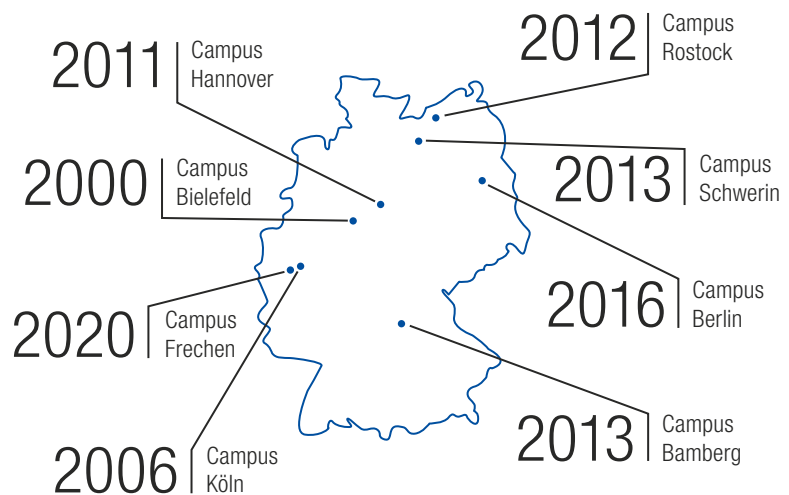 2011
Campus
Hannover
2012
Campus
Rostock
2000
Campus
Bielefeld
2013
Campus
Schwerin
2020
Campus
Frechen
2016
Campus
Berlin
2006
Campus
Köln
2013
Campus
Bamberg